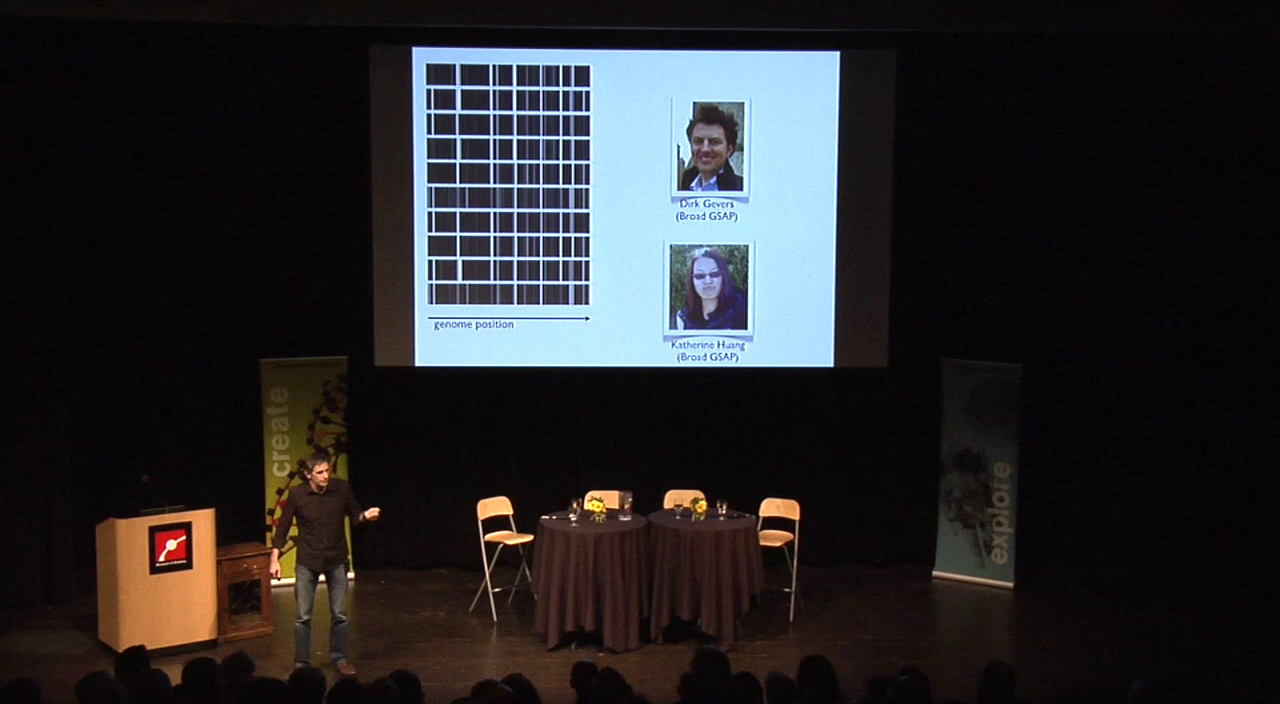 Dirk Gevers
(Broad GSAP)
genome position
Katherine Huang
(Broad GSAP)
create
explore